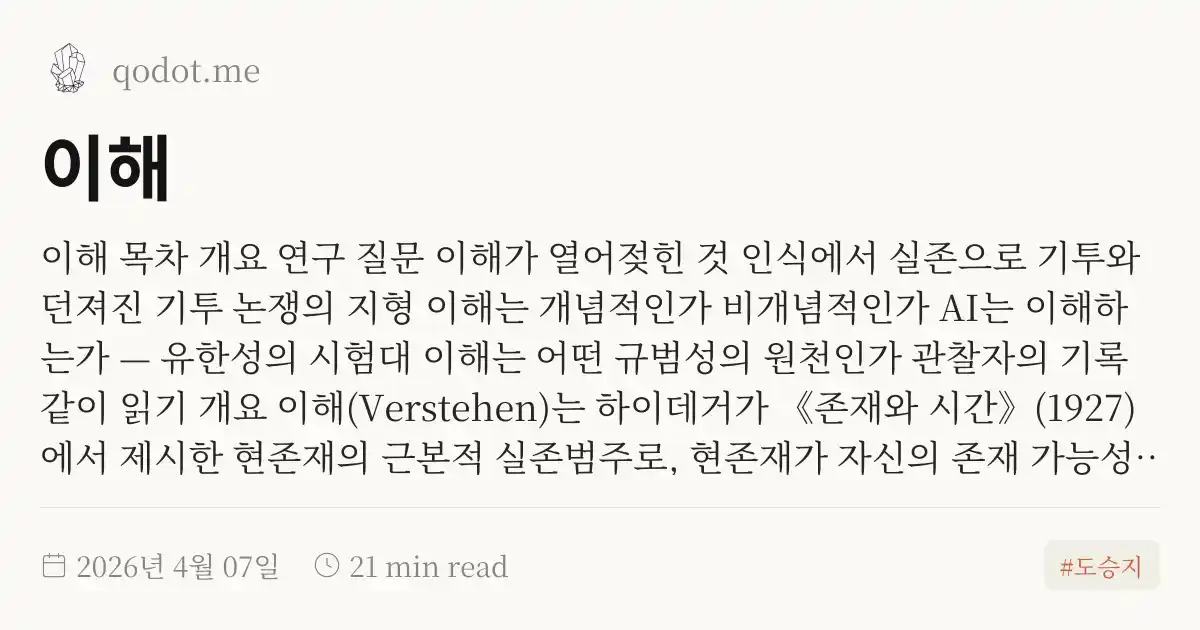 qodot.me
이해
이해 목차 개요 연구 질문 이해가 열어젖힌 것 인식에서 실존으로 기투와
던져진 기투 논쟁의 지형 이해는 개념적인가 비개념적인가 AI는 이해하
는가 — 유한성의 시험대 이해는 어떤 규범성의 원천인가 관찰자의 기록
같이 읽기 개요 이해(Verstehen)는 하이데거가 《존재와 시간》(1927)
에서 제시한 현존재의 근본적 실존범주로, 현존재가 자신의 존재 가능성··
2026년 4월 07일 21 min read
#도승지